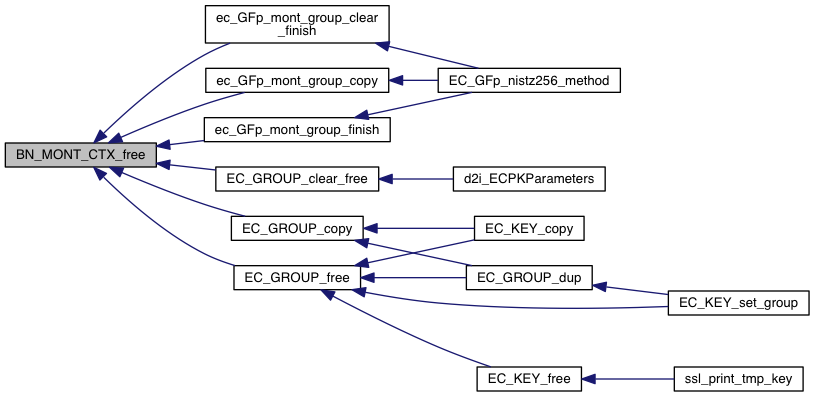 ec_GFp_mont_group_clear
_finish
ec_GFp_mont_group_copy
EC_GFp_nistz256_method
ec_GFp_mont_group_finish
BN_MONT_CTX_free
EC_GROUP_clear_free
d2i_ECPKParameters
EC_GROUP_copy
EC_KEY_copy
EC_GROUP_free
EC_GROUP_dup
EC_KEY_set_group
EC_KEY_free
ssl_print_tmp_key